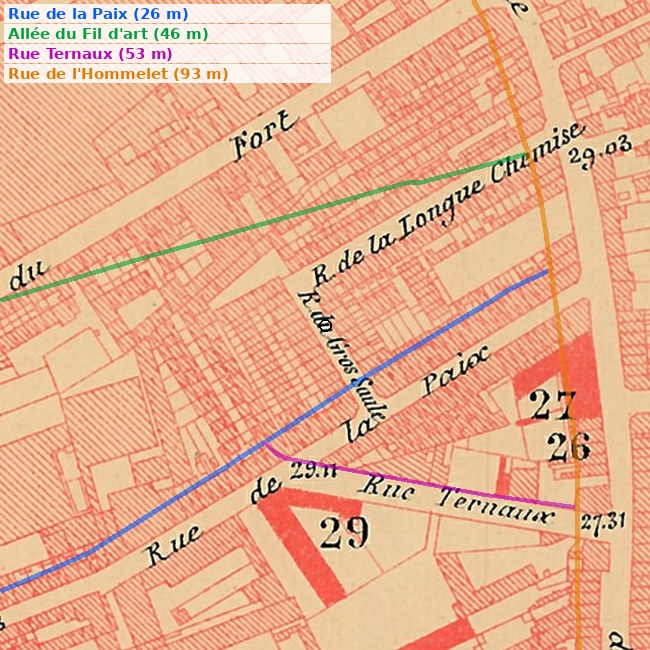 Rue de la Paix (26 m)
Allée du Fil d'art (46 m)
Rue Ternaux (53 m)
Rue de l'Hommelet (93 m)
du Fort
R. de la Longue Chemise
29.03
R. du Gros Saule
Rue de la Paix
27
26
29.11
Rue Ternaux
27.31
29